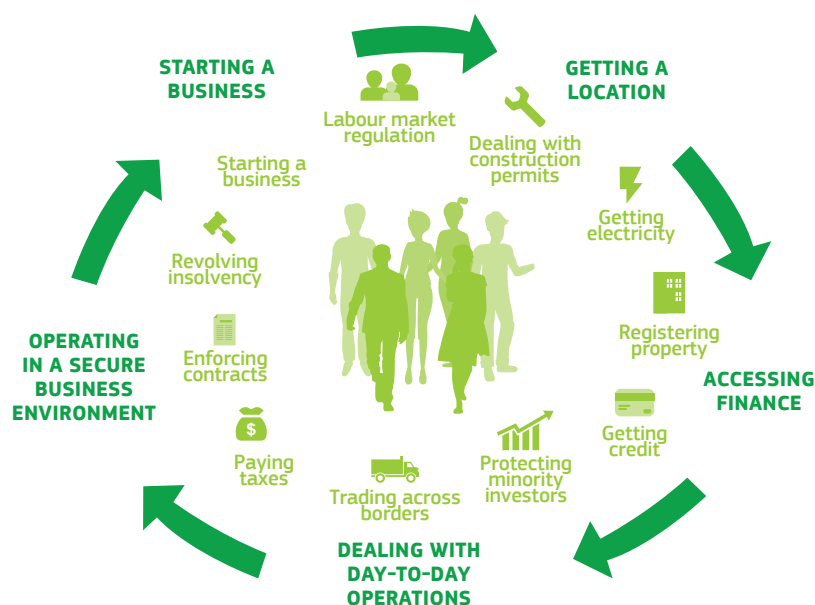 STARTING A
BUSINESS
GETTING A
LOCATION
Labour market
regulation
Dealing with
construction
permits
Starting a
business
Getting
electricity
Revolving
insolvency
Registering
property
OPERATING
IN A SECURE
BUSINESS
ENVIRONMENT
Enforcing
contracts
ACCESSING
FINANCE
Getting
credit
$
Paying
taxes
Protecting
minority
investors
Trading across
borders
DEALING WITH
DAY-TO-DAY
OPERATIONS